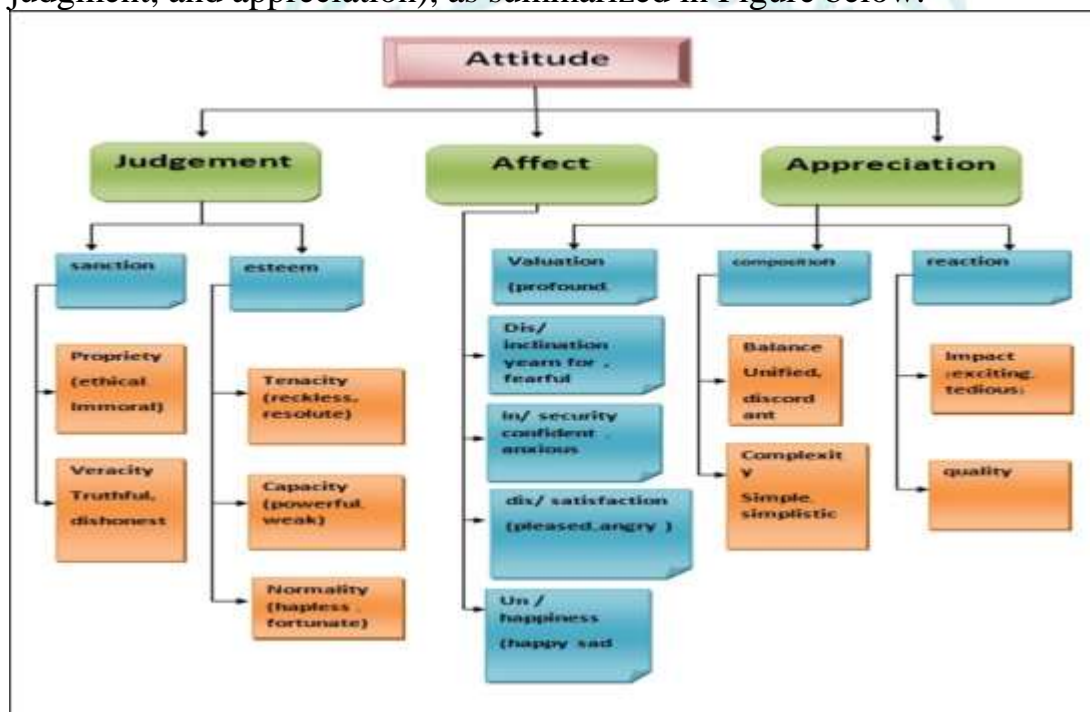 judgment, and appreciation), as summarized in Figure below:
Attitude
Judgement
Affect
Appreciation
sanction
esteem
Valuation
(profound
composition
reaction
Propriety
(ethical
Immoral)
Veracity
Truthful,
dishonest
Tenacity
(reckless,
resolute)
Capacity
(powerful,
weak)
Normality
(hapless ,
fortunate)
Dis/
inclination
yearn for ,
fearful
In/ security
confident ,
anxious
dis/ satisfaction
(pleased,angry )
Un /
happiness
(happy sad
Balance
Unified,
discord
ant
Complexit
y
Simple,
simplistic
Impact
:exciting,
tedious:
quality